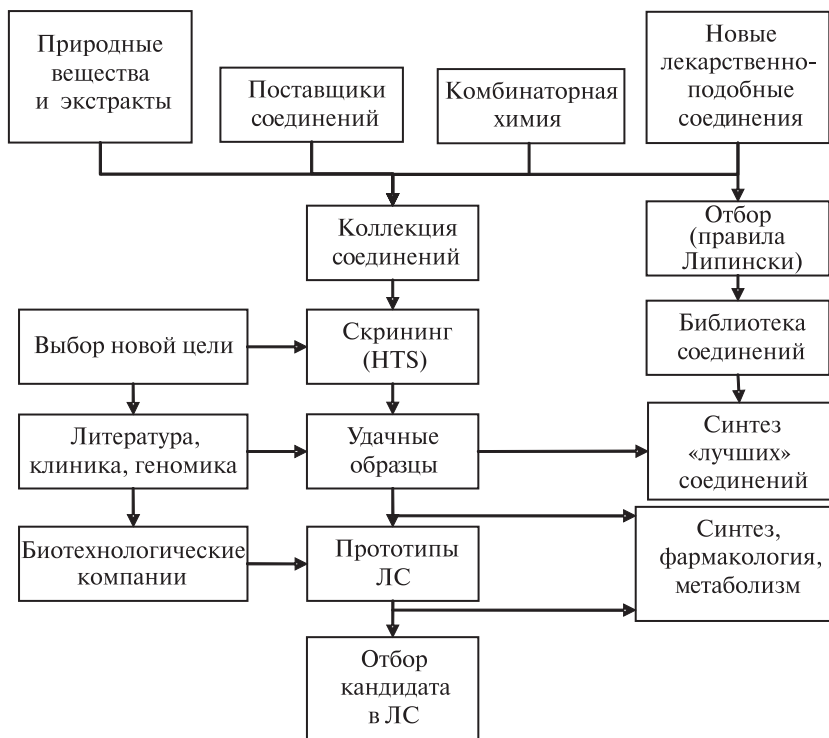 Природные
вещества
и экстракты
Поставщики
соединений
Комбинаторная
химия
Новые
лекарственно-
подобные
соединения
Коллекция
соединений
Отбор
(правила
Липински)
Выбор новой цели
Скрининг
(HTS)
Библиотека
соединений
Литература,
клиника, геномика
Удачные
образцы
Синтез
«лучших»
соединений
Биотехнологические
компании
Прототипы
ЛС
Синтез,
фармакология,
метаболизм
Отбор
кандидата
в ЛС